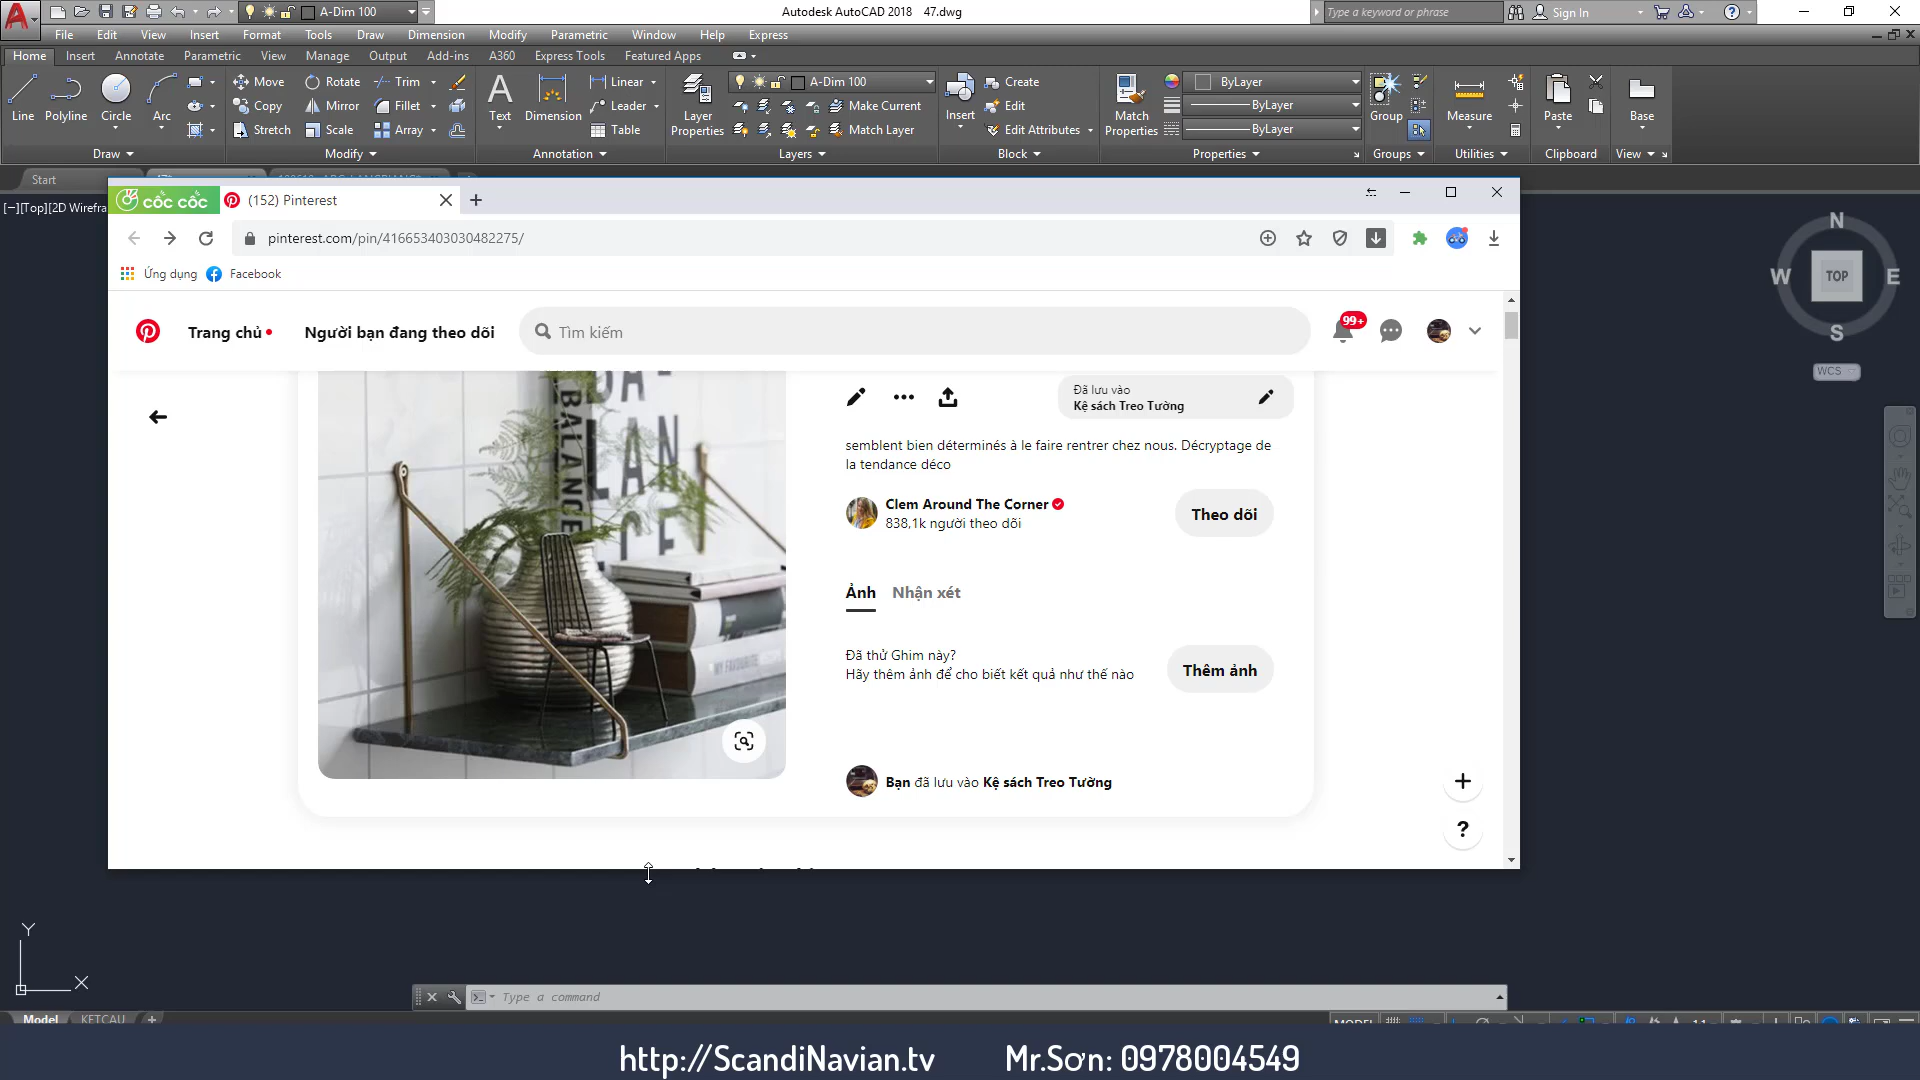 Autodesk AutoCAD 2018 47.dwg
A-Dim 100
Type a keyword or phrase
Sign In
File Edit View Insert Format Tools Draw Dimension Modify Parametric Window Help Express
Home Insert Annotate Parametric View Manage Output Add-ins A360 Express Tools Featured Apps
Line Polyline Circle Arc
Move Rotate Trim
Copy Mirror Fillet
Stretch Scale Array
Text Dimension
Linear
Leader
Table
Layer Properties
A-Dim 100
Make Current
Match Layer
Insert
Create
Edit
Edit Attributes
Match Properties
ByLayer
ByLayer
ByLayer
Group
Measure
Paste
Base
Draw Modify Annotation Layers Block Properties Groups Utilities Clipboard View
Start
[−][Top][2D Wirefra
CỐC CỐC
(152) Pinterest
pinterest.com/pin/416653403030482275/
Ứng dụng
Facebook
Trang chủ
Người bạn đang theo dõi
Tìm kiếm
99+
N
W
TOP
E
S
WCS
BALANCE
Đã lưu vào
Kệ sách Treo Tường
semblent bien déterminés à le faire rentrer chez nous. Décryptage de
la tendance déco
Clem Around The Corner
838,1k người theo dõi
Theo dõi
Ảnh
Nhận xét
Đã thử Ghim này?
Hãy thêm ảnh để cho biết kết quả như thế nào
Thêm ảnh
MY FAVOURITE
Bạn đã lưu vào Kệ sách Treo Tường
+
?
Y
X
Type a command
Model
KETCAU
+
MODEL
http://ScandiNavian.tv
Mr.Sơn: 0978004549